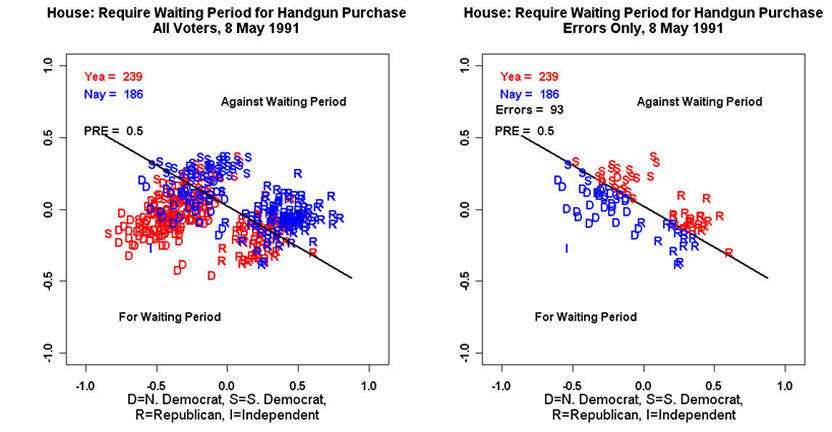 House: Require Waiting Period for Handgun Purchase
All Voters, 8 May 1991
Yea = 239
Nay = 186
PRE = 0.5
Against Waiting Period
For Waiting Period
1.0
0.5
0.0
-0.5
-1.0
-1.0 -0.5 0.0 0.5 1.0
D=N. Democrat, S=S. Democrat,
R=Republican, I=Independent
House: Require Waiting Period for Handgun Purchase
Errors Only, 8 May 1991
Yea = 239
Nay = 186
Errors = 93
PRE = 0.5
Against Waiting Period
For Waiting Period
1.0
0.5
0.0
-0.5
-1.0
-1.0 -0.5 0.0 0.5 1.0
D=N. Democrat, S=S. Democrat,
R=Republican, I=Independent